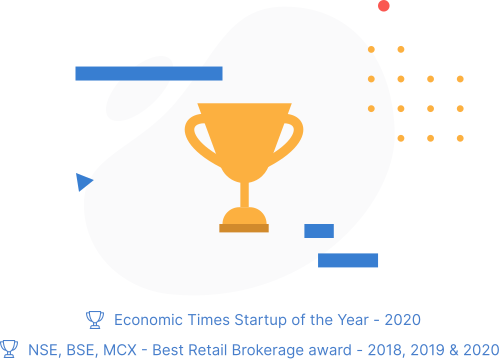 Economic Times Startup of the Year - 2020
NSE, BSE, MCX - Best Retail Brokerage award - 2018, 2019 & 2020